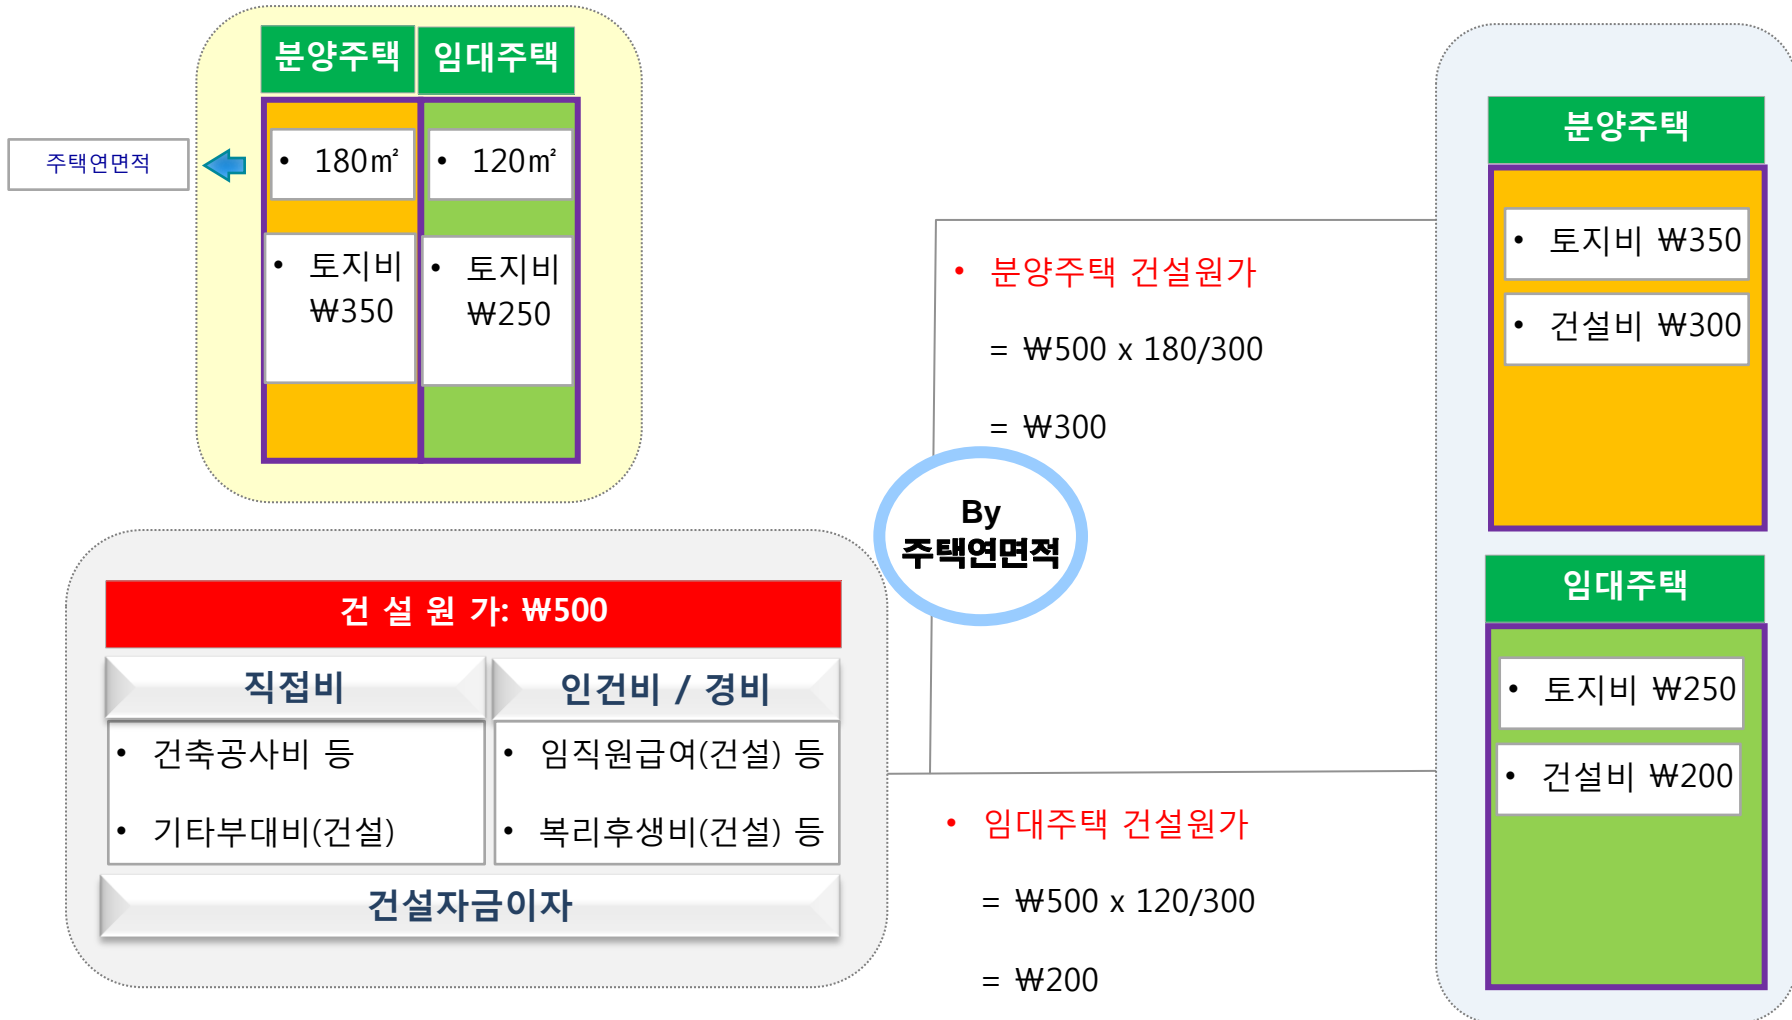 분양주택
임대주택
주택연면적
• 180㎡
• 120㎡
• 토지비
₩350
• 토지비
₩250
건 설 원 가: ₩500
직접비
인건비 / 경비
• 건축공사비 등
• 기타부대비(건설)
• 임직원급여(건설) 등
• 복리후생비(건설) 등
건설자금이자
By
주택연면적
• 분양주택 건설원가
= ₩500 x 180/300
= ₩300
• 임대주택 건설원가
= ₩500 x 120/300
= ₩200
분양주택
• 토지비 ₩350
• 건설비 ₩300
임대주택
• 토지비 ₩250
• 건설비 ₩200